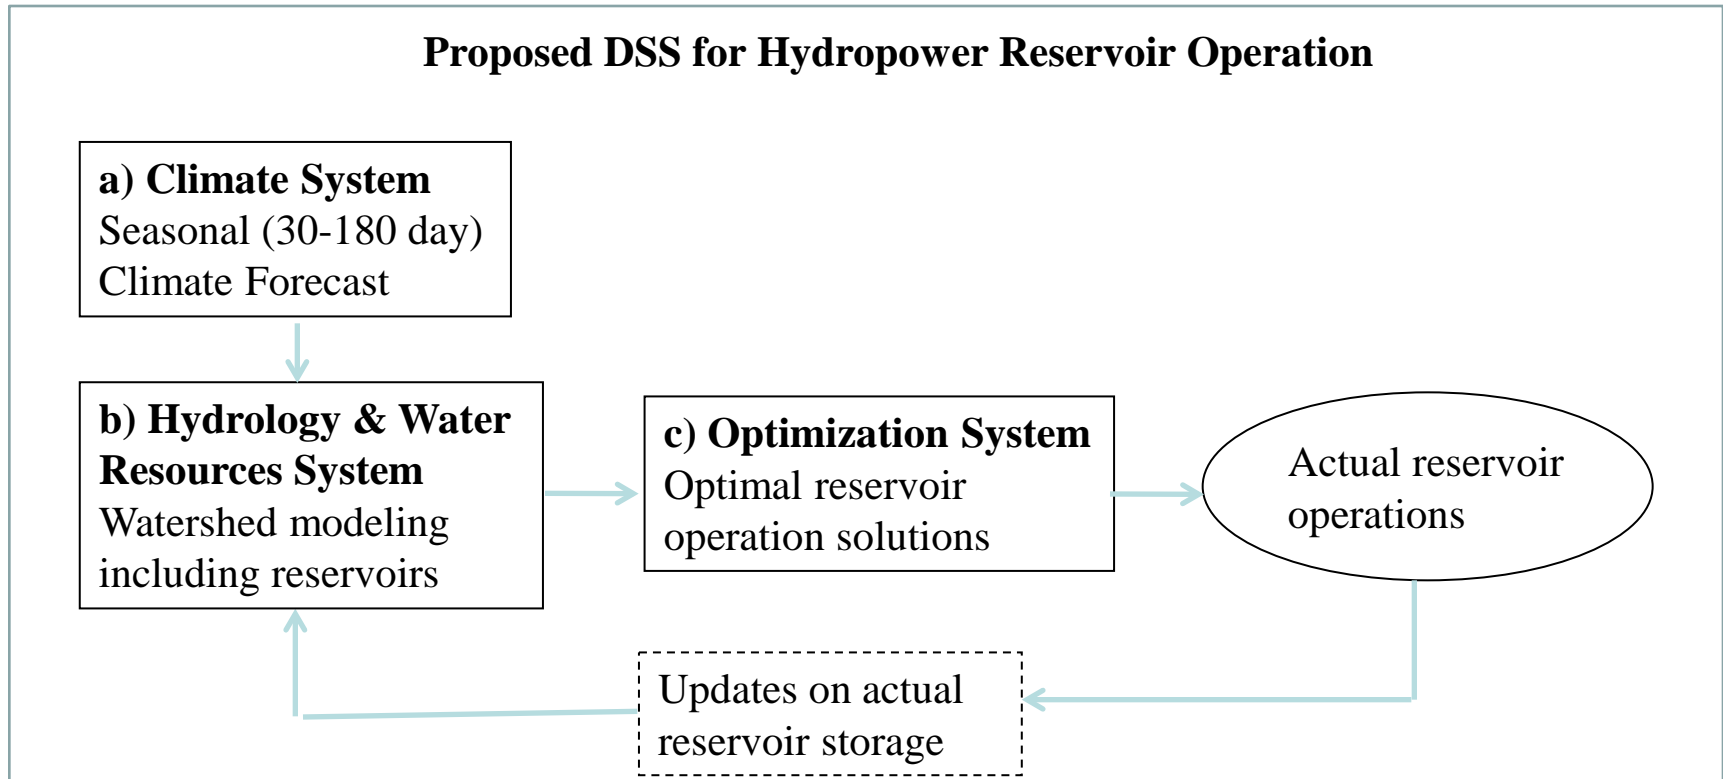 Proposed DSS for Hydropower Reservoir Operation
a) Climate System
Seasonal (30-180 day)
Climate Forecast
b) Hydrology & Water
Resources System
Watershed modeling
including reservoirs
c) Optimization System
Optimal reservoir
operation solutions
Actual reservoir
operations
Updates on actual
reservoir storage